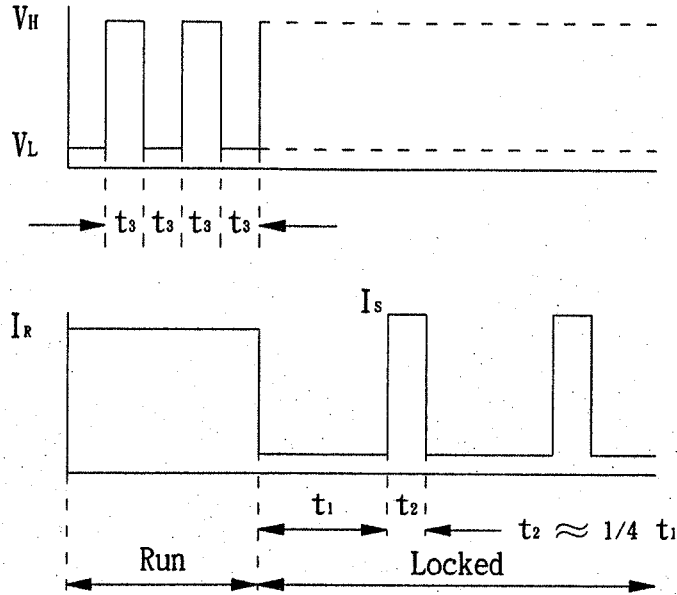 VH
VL
t3 t3 t3 t3
Is
IR
t1 t2 t2 ≈ 1/4 t1
Run Locked